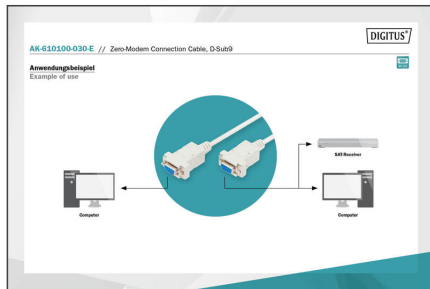 DIGITUS®
AK-610100-030-E // Zero-Modem Connection Cable, D-Sub9
Anwendungsbeispiel
Example of use
SAT-Receiver
Computer
Computer